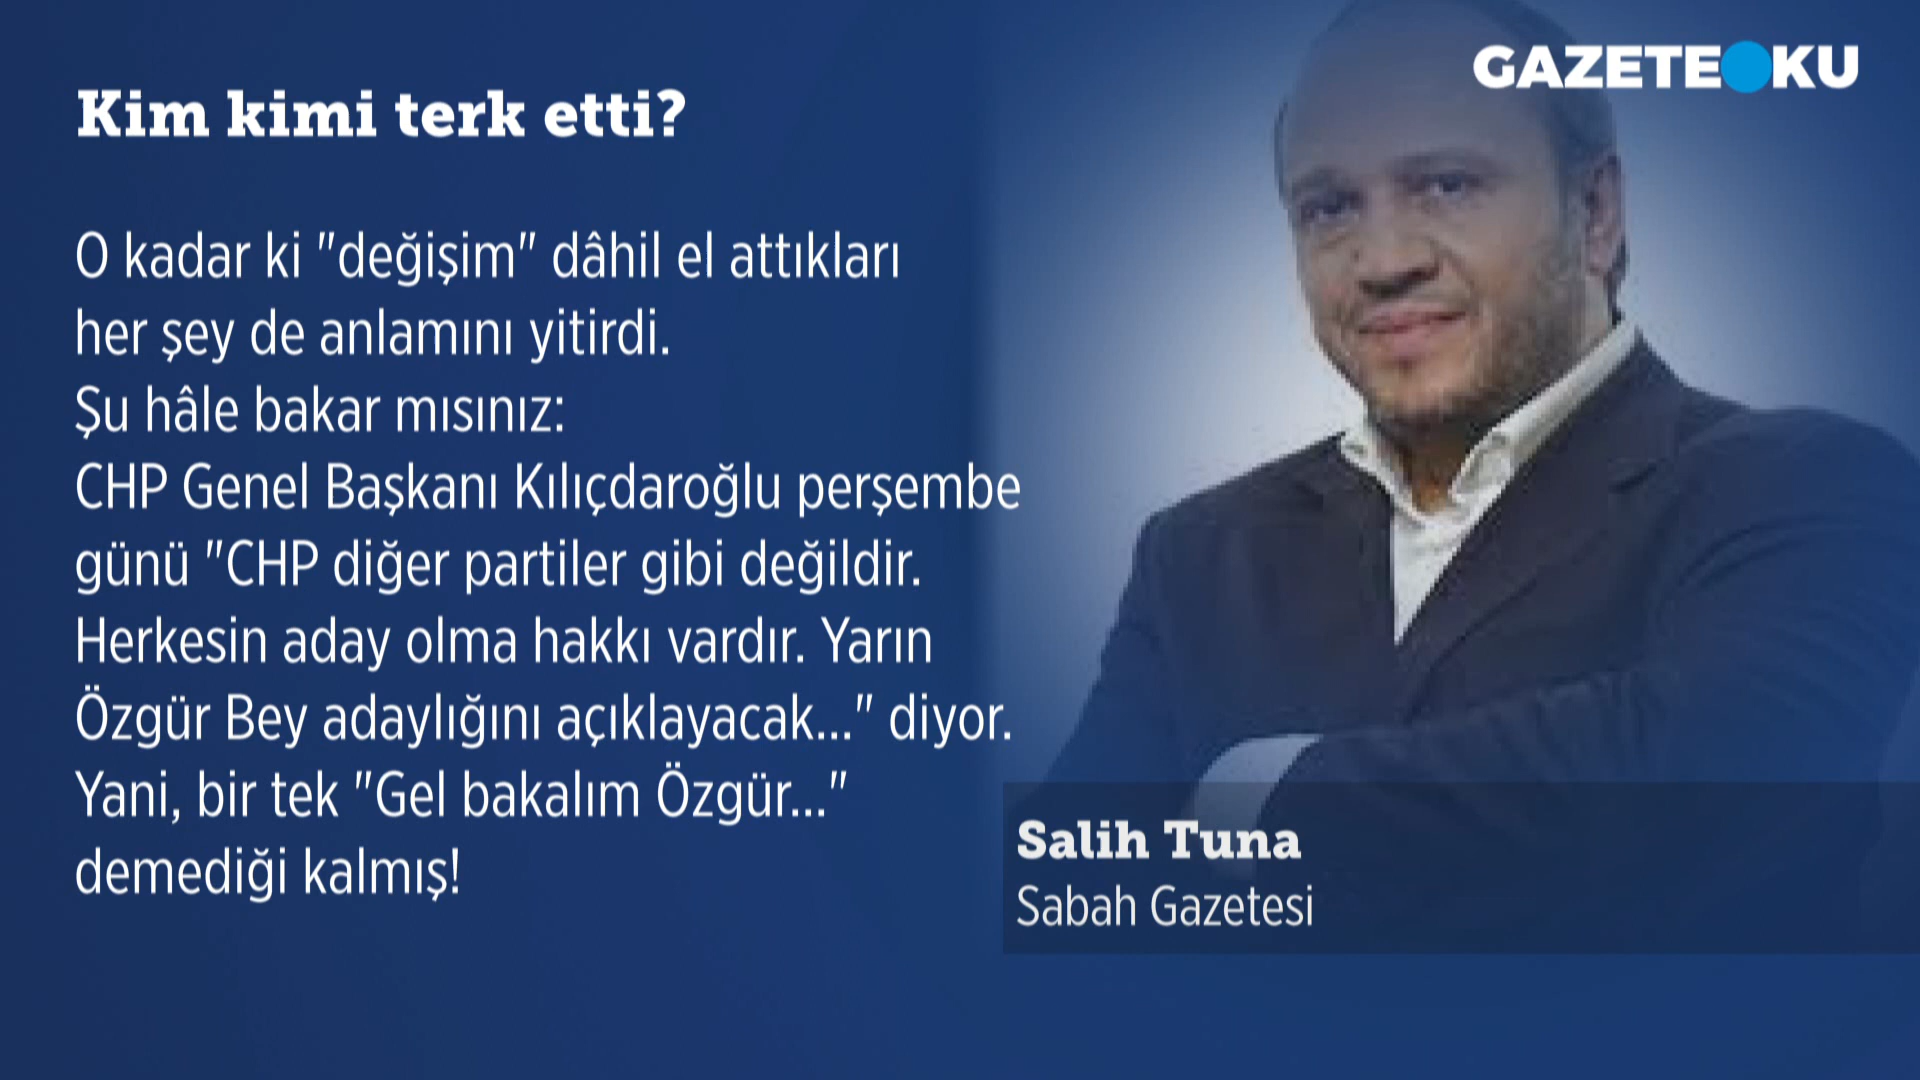 GAZETE KU
Kim kimi terk etti?
O kadar ki "değişim" dâhil el attıkları
her şey de anlamını yitirdi.
Şu hâle bakar mısınız:
CHP Genel Başkanı Kılıçdaroğlu perşembe
günü "CHP diğer partiler gibi değildir.
Herkesin aday olma hakkı vardır. Yarın
Özgür Bey adaylığını açıklayacak..." diyor.
Yani, bir tek "Gel bakalım Özgür..."
demediği kalmış!
Salih Tuna
Sabah Gazetesi